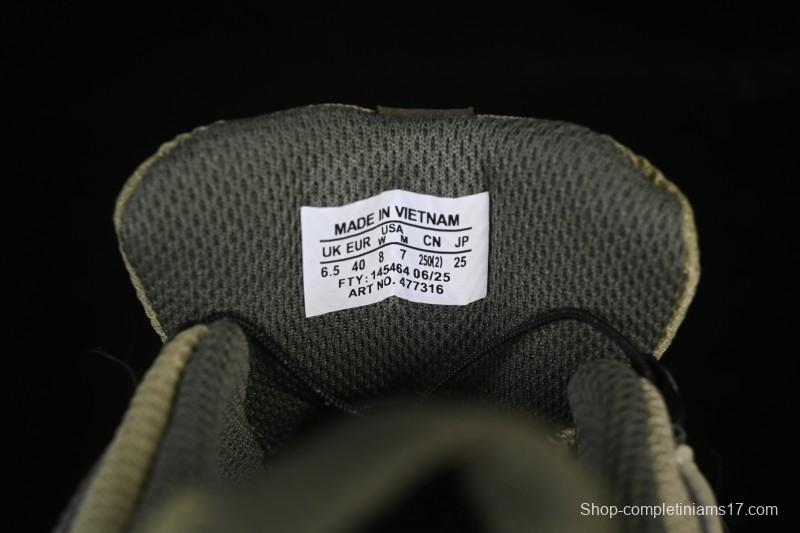 MADE IN VIETNAM
USA
UK EUR W M CN JP
6.5 40 8 7 250(2) 25
FTY: 145464 06/25
ART NO. 477316
Shop-completiniams17.com